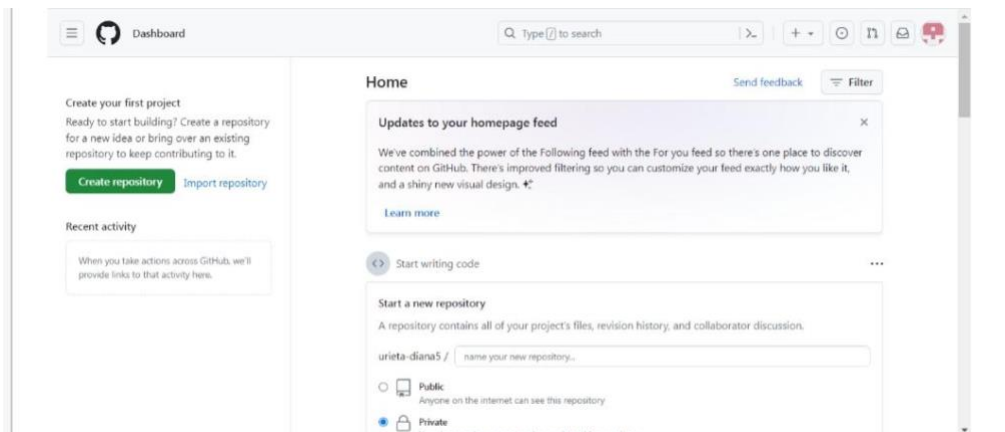 Dashboard
Type / to search
Create your first project
Ready to start building? Create a repository
for a new idea or bring over an existing
repository to keep contributing to it.
Create repository
Import repository
Recent activity
When you take actions across GitHub, we'll
provide links to that activity here.
Home
Send feedback
Filter
Updates to your homepage feed
We've combined the power of the Following feed with the For you feed so there's one place to discover
content on GitHub. There's improved filtering so you can customize your feed exactly how you like it,
and a shiny new visual design.
Learn more
Start writing code
Start a new repository
A repository contains all of your project's files, revision history, and collaborator discussion.
urieta-diana5 / name your new repository...
Public
Anyone on the internet can see this repository
Private